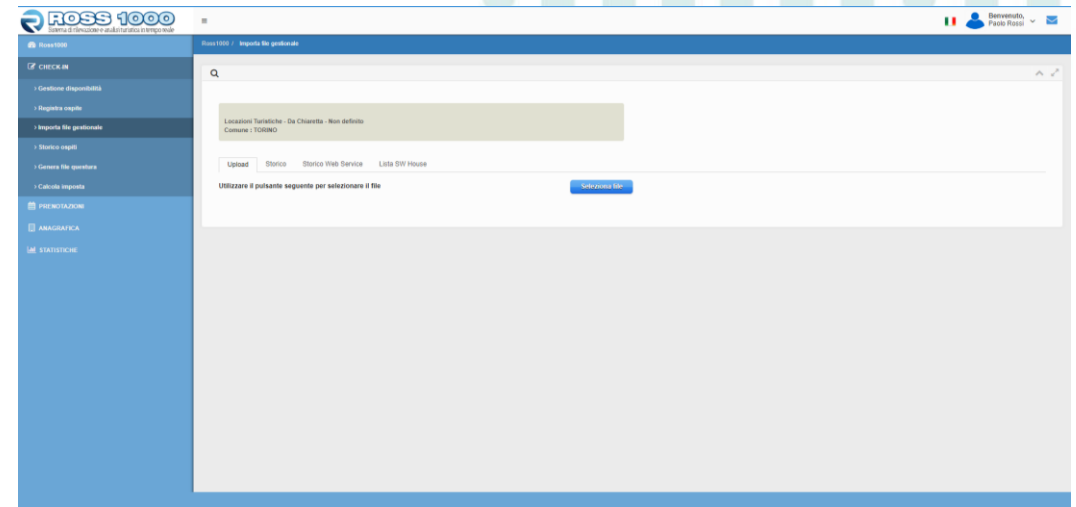 ROSS 1000
Sistema di rilevazione e analisi turistica in tempo reale
Benvenuto,
Paolo Rossi
Ross1000
Ross1000 / Importa file gestionale
CHECK-IN
› Gestione disponibilità
› Registra ospite
› Importa file gestionale
› Storico ospiti
› Genera file questura
› Calcola imposta
PRENOTAZIONI
ANAGRAFICA
STATISTICHE
Locazioni Turistiche - Da Chiaretta - Non definito
Comune : TORINO
Upload Storico Storico Web Service Lista SW House
Utilizzare il pulsante seguente per selezionare il file
Seleziona file